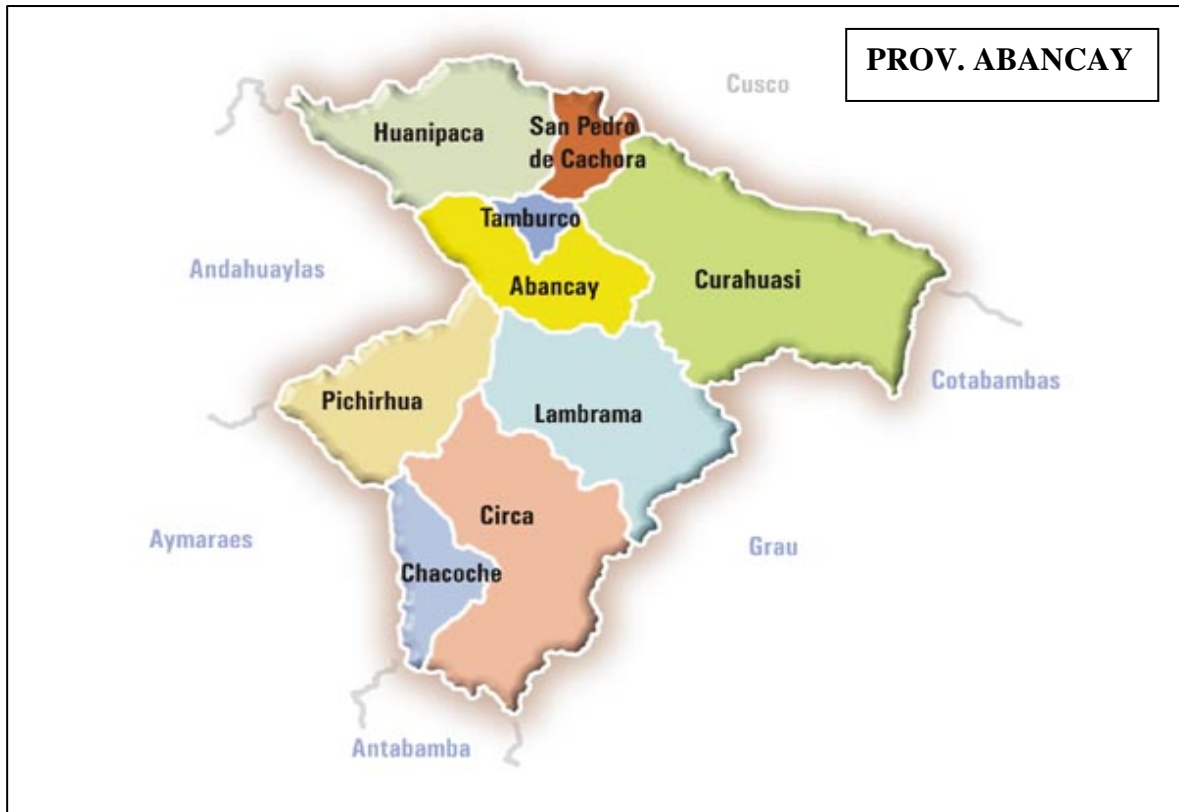 PROV. ABANCAY
Cusco
Huanipaca
San Pedro
de Cachora
Tamburco
Andahuaylas
Abancay
Curahuasi
Cotabambas
Pichirhua
Lambrama
Circa
Aymaraes
Grau
Chacoche
Antabamba